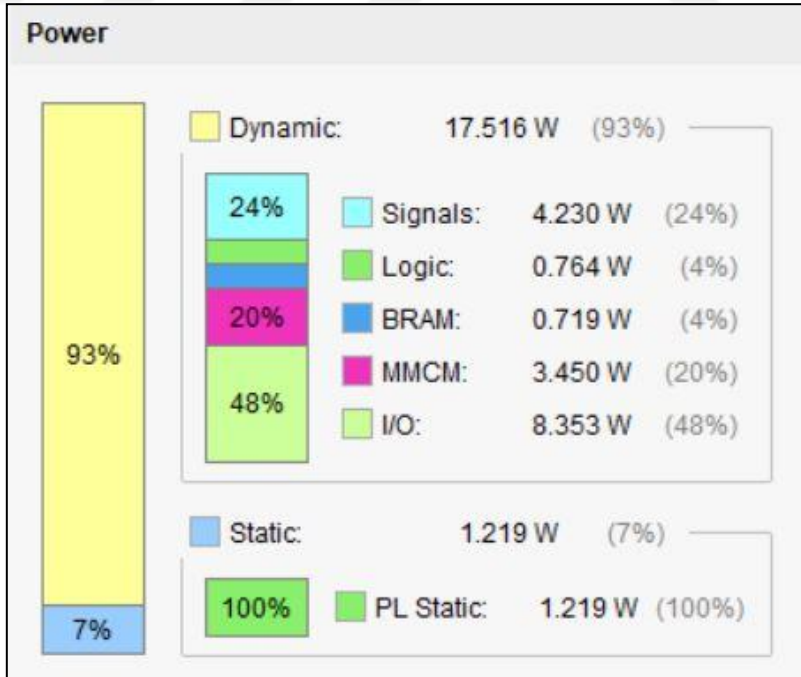 Power
Dynamic: 17.516 W (93%)
24% Signals: 4.230 W (24%)
Logic: 0.764 W (4%)
BRAM: 0.719 W (4%)
20% MMCM: 3.450 W (20%)
93%
48% I/O: 8.353 W (48%)
Static: 1.219 W (7%)
100% PL Static: 1.219 W (100%)
7%